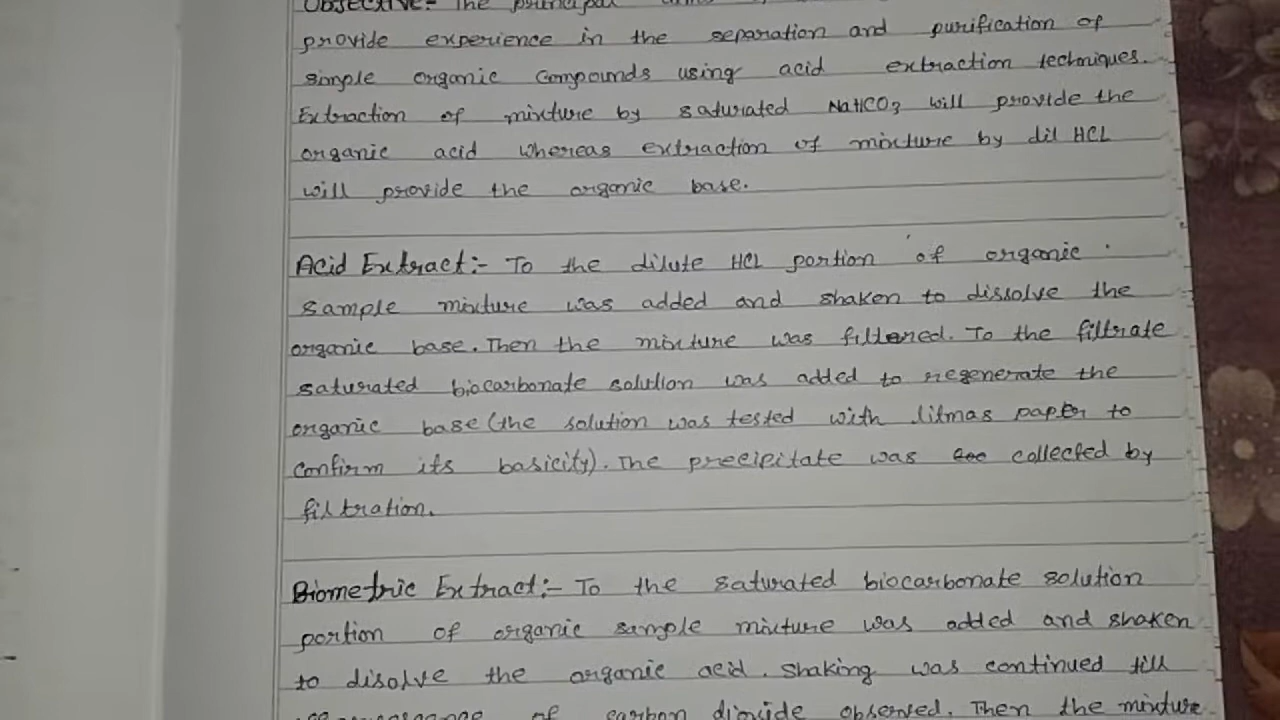 OBJECTIVE:- The principal
provide experience in the separation and purification of
simple organic compounds using acid extraction techniques.
Extraction of mixture by saturated NaHCO3 will provide the
organic acid whereas extraction of mixture by dil HCL
will provide the organic base.
Acid Extract:- To the dilute HCL portion of organic
sample mixture was added and shaken to dissolve the
organic base. Then the mixture was filtered. To the filtrate
saturated biocarbonate solution was added to regenerate the
organic base (the solution was tested with litmas paper to
confirm its basicity). The precipitate was collected by
filtration.
Biometric Extract:- To the saturated biocarbonate solution
portion of organic sample mixture was added and shaken
to disolve the organic acid. Shaking was continued till
of carbon dioxide observed. Then the mixture